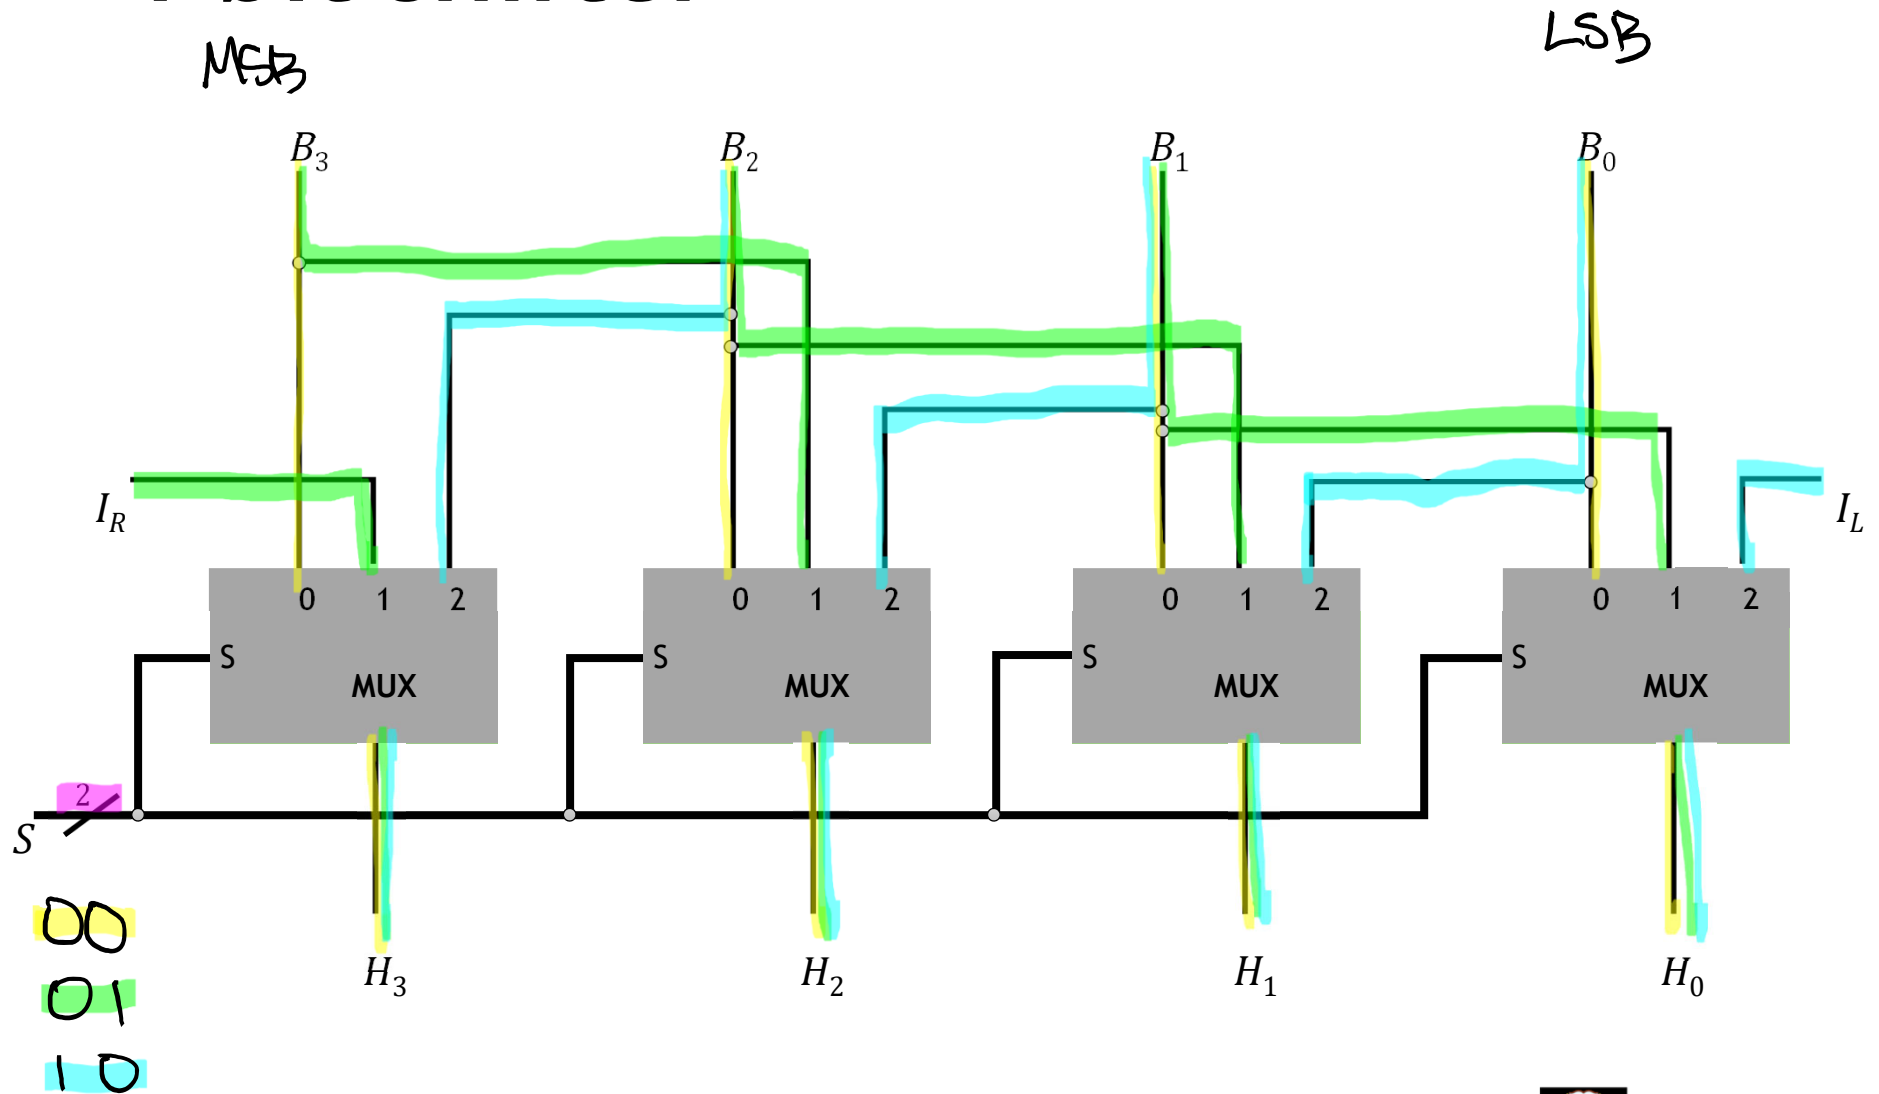 MSB LSB
B3 B2 B1 B0
IR IL
0 1 2 0 1 2 0 1 2 0 1 2
S S S S
MUX MUX MUX MUX
2
S
00
H3 H2 H1 H0
01
10